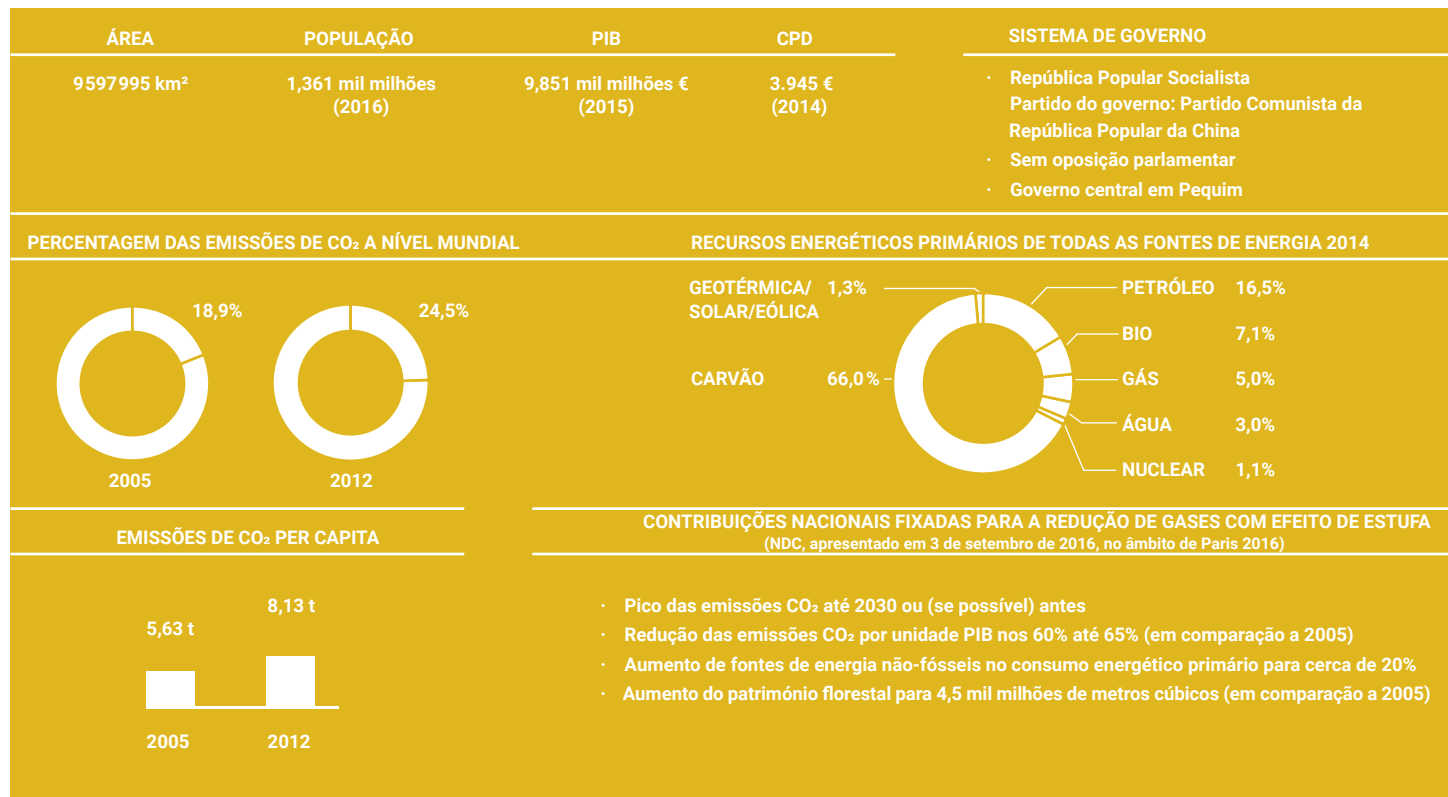 ÁREA
POPULAÇÃO
PIB
CPD
9597995 km²
1,361 mil milhões
(2016)
9,851 mil milhões €
(2015)
3.945 €
(2014)
SISTEMA DE GOVERNO
· República Popular Socialista
Partido do governo: Partido Comunista da
República Popular da China
· Sem oposição parlamentar
· Governo central em Pequim
PERCENTAGEM DAS EMISSÕES DE CO₂ A NÍVEL MUNDIAL
18,9%
2005
24,5%
2012
RECURSOS ENERGÉTICOS PRIMÁRIOS DE TODAS AS FONTES DE ENERGIA 2014
GEOTÉRMICA/ 1,3%
SOLAR/EÓLICA
CARVÃO 66,0%
PETRÓLEO 16,5%
BIO 7,1%
GÁS 5,0%
ÁGUA 3,0%
NUCLEAR 1,1%
EMISSÕES DE CO₂ PER CAPITA
5,63 t
8,13 t
2005
2012
CONTRIBUIÇÕES NACIONAIS FIXADAS PARA A REDUÇÃO DE GASES COM EFEITO DE ESTUFA
(NDC, apresentado em 3 de setembro de 2016, no âmbito de Paris 2016)
· Pico das emissões CO₂ até 2030 ou (se possível) antes
· Redução das emissões CO₂ por unidade PIB nos 60% até 65% (em comparação a 2005)
· Aumento de fontes de energia não-fósseis no consumo energético primário para cerca de 20%
· Aumento do património florestal para 4,5 mil milhões de metros cúbicos (em comparação a 2005)